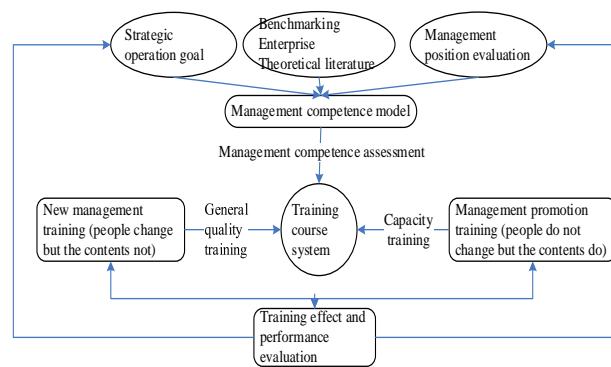 Strategic
operation goal
Benchmarking
Enterprise
Theoretical literature
Management
position evaluation
Management competence model
Management competence assessment
New management
training (people change
but the contents not)
General
quality training
Training
course
system
Capacity
training
Management promotion
training (people do not
change but the contents do)
Training effect and
performance
evaluation